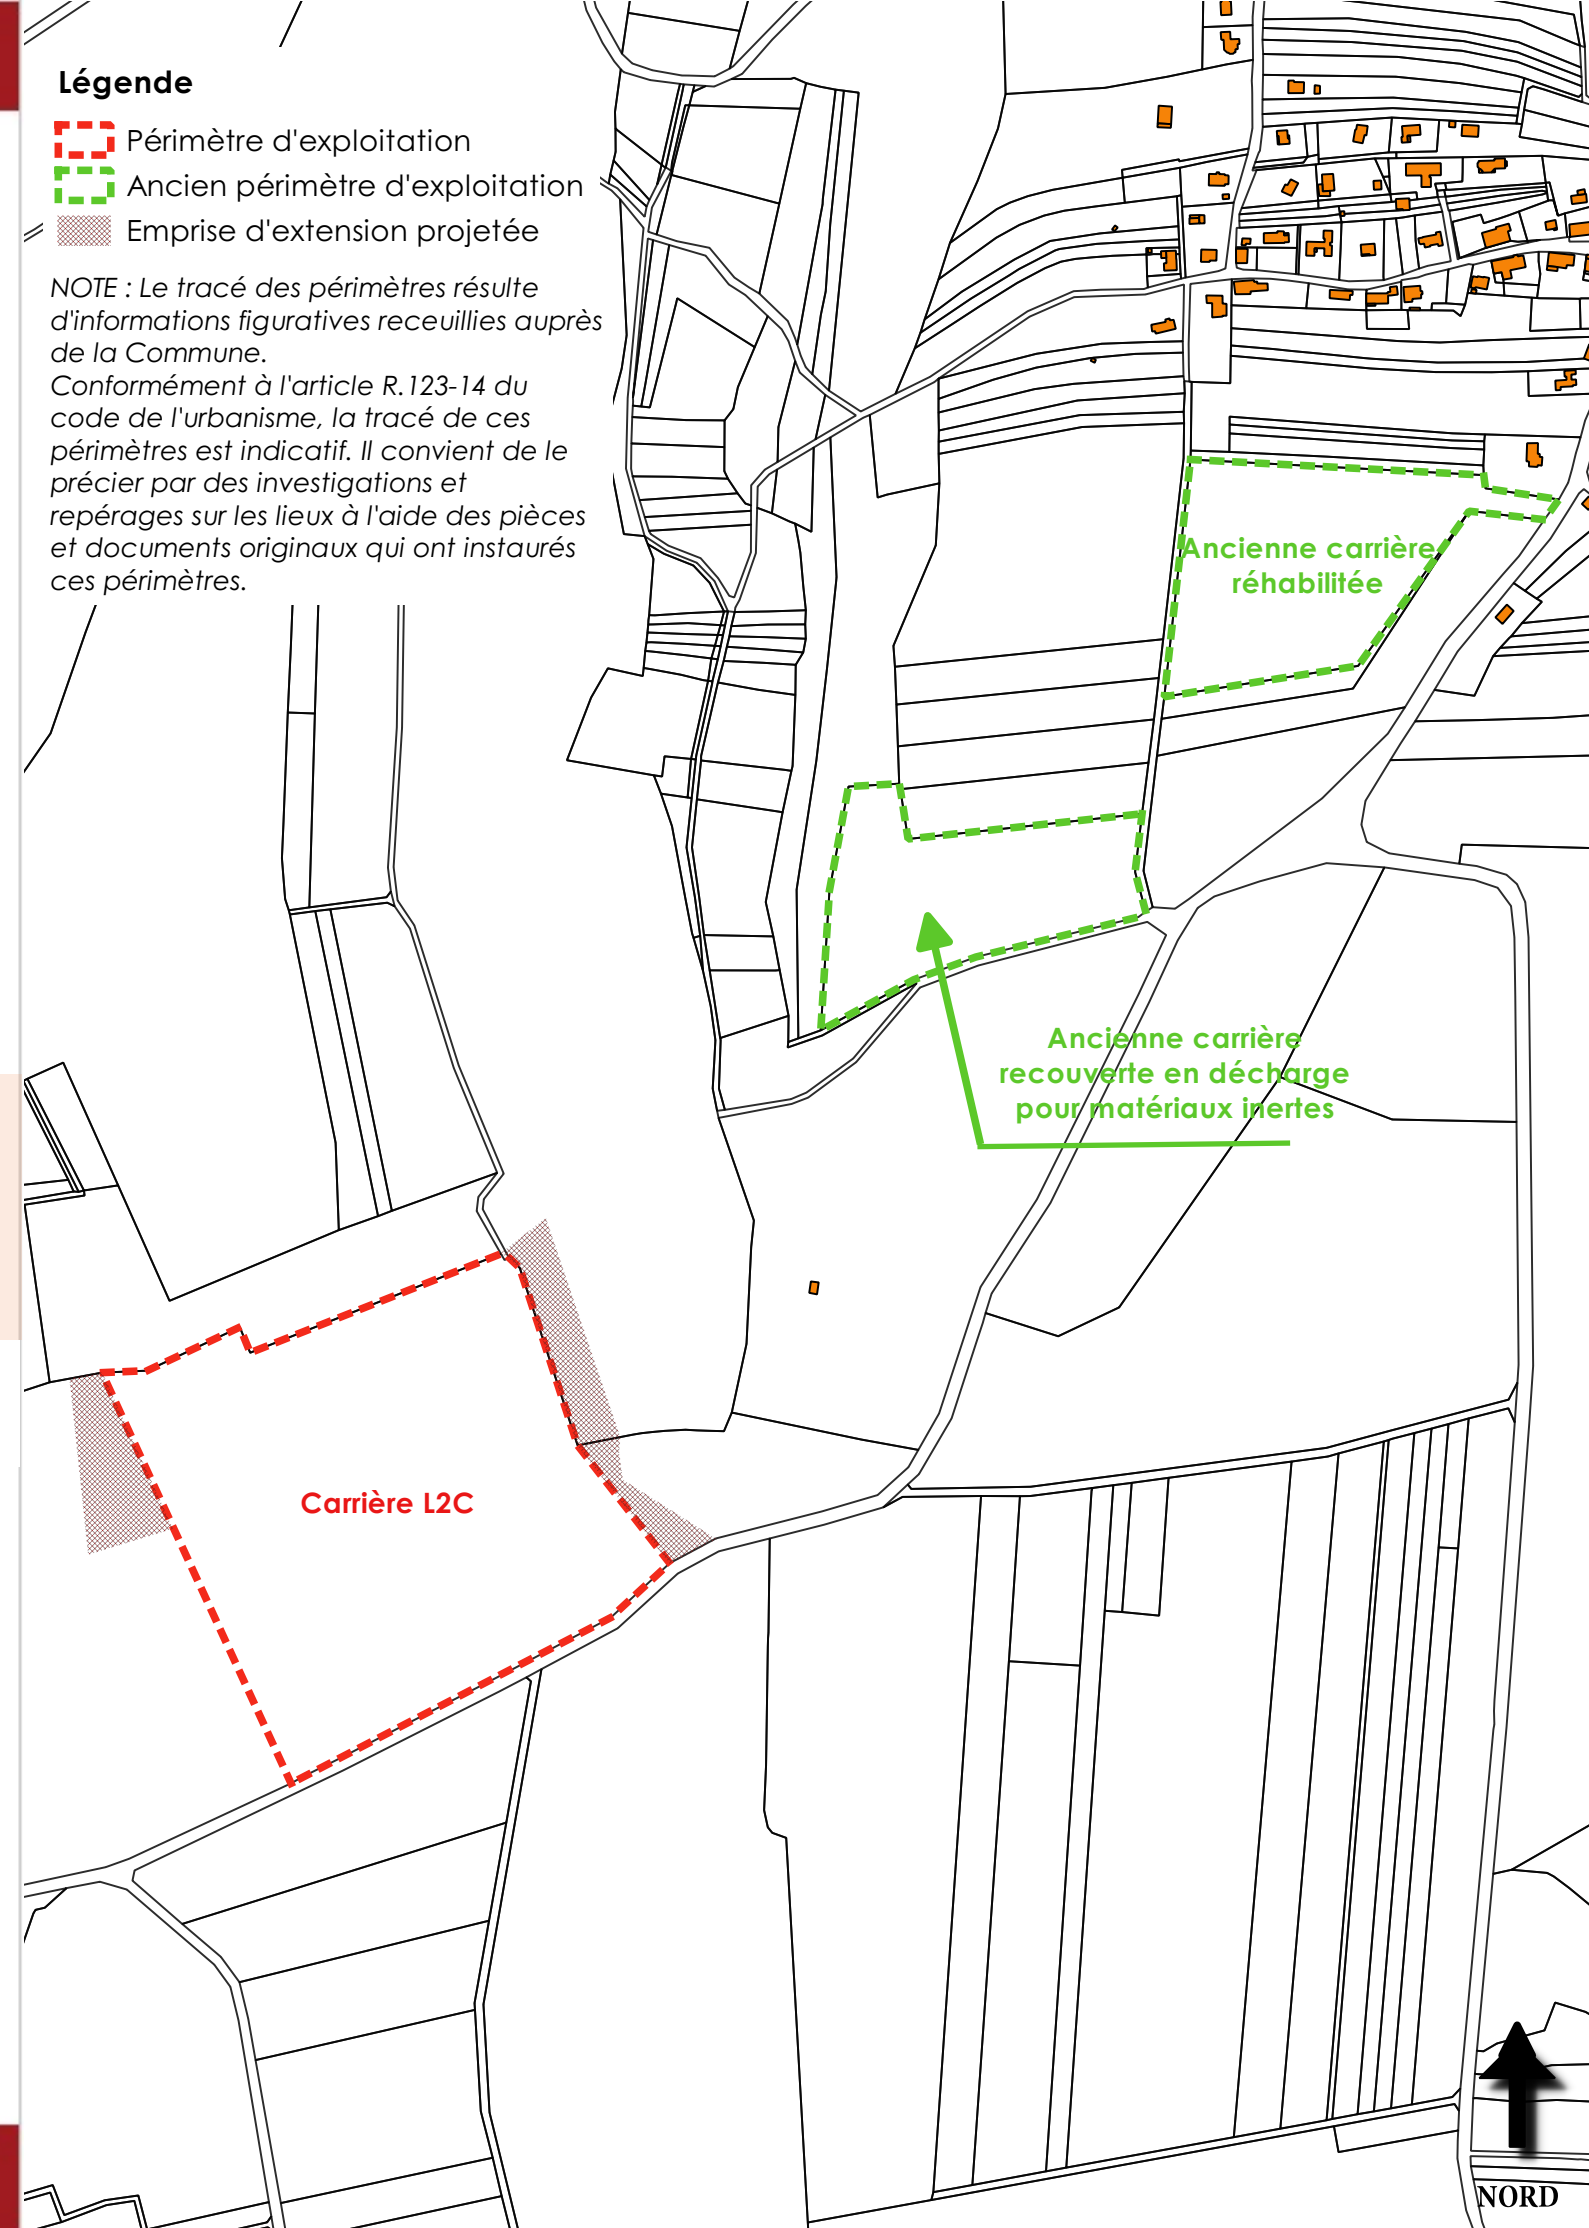 Légende
Périmètre d'exploitation
Ancien périmètre d'exploitation
Emprise d'extension projetée
NOTE : Le tracé des périmètres résulte
d'informations figuratives receuillies auprès
de la Commune.
Conformément à l'article R.123-14 du
code de l'urbanisme, la tracé de ces
périmètres est indicatif. Il convient de le
précier par des investigations et
repérages sur les lieux à l'aide des pièces
et documents originaux qui ont instaurés
ces périmètres.
Ancienne carrière
réhabilitée
Ancienne carrière
recouverte en décharge
pour matériaux inertes
Carrière L2C
NORD